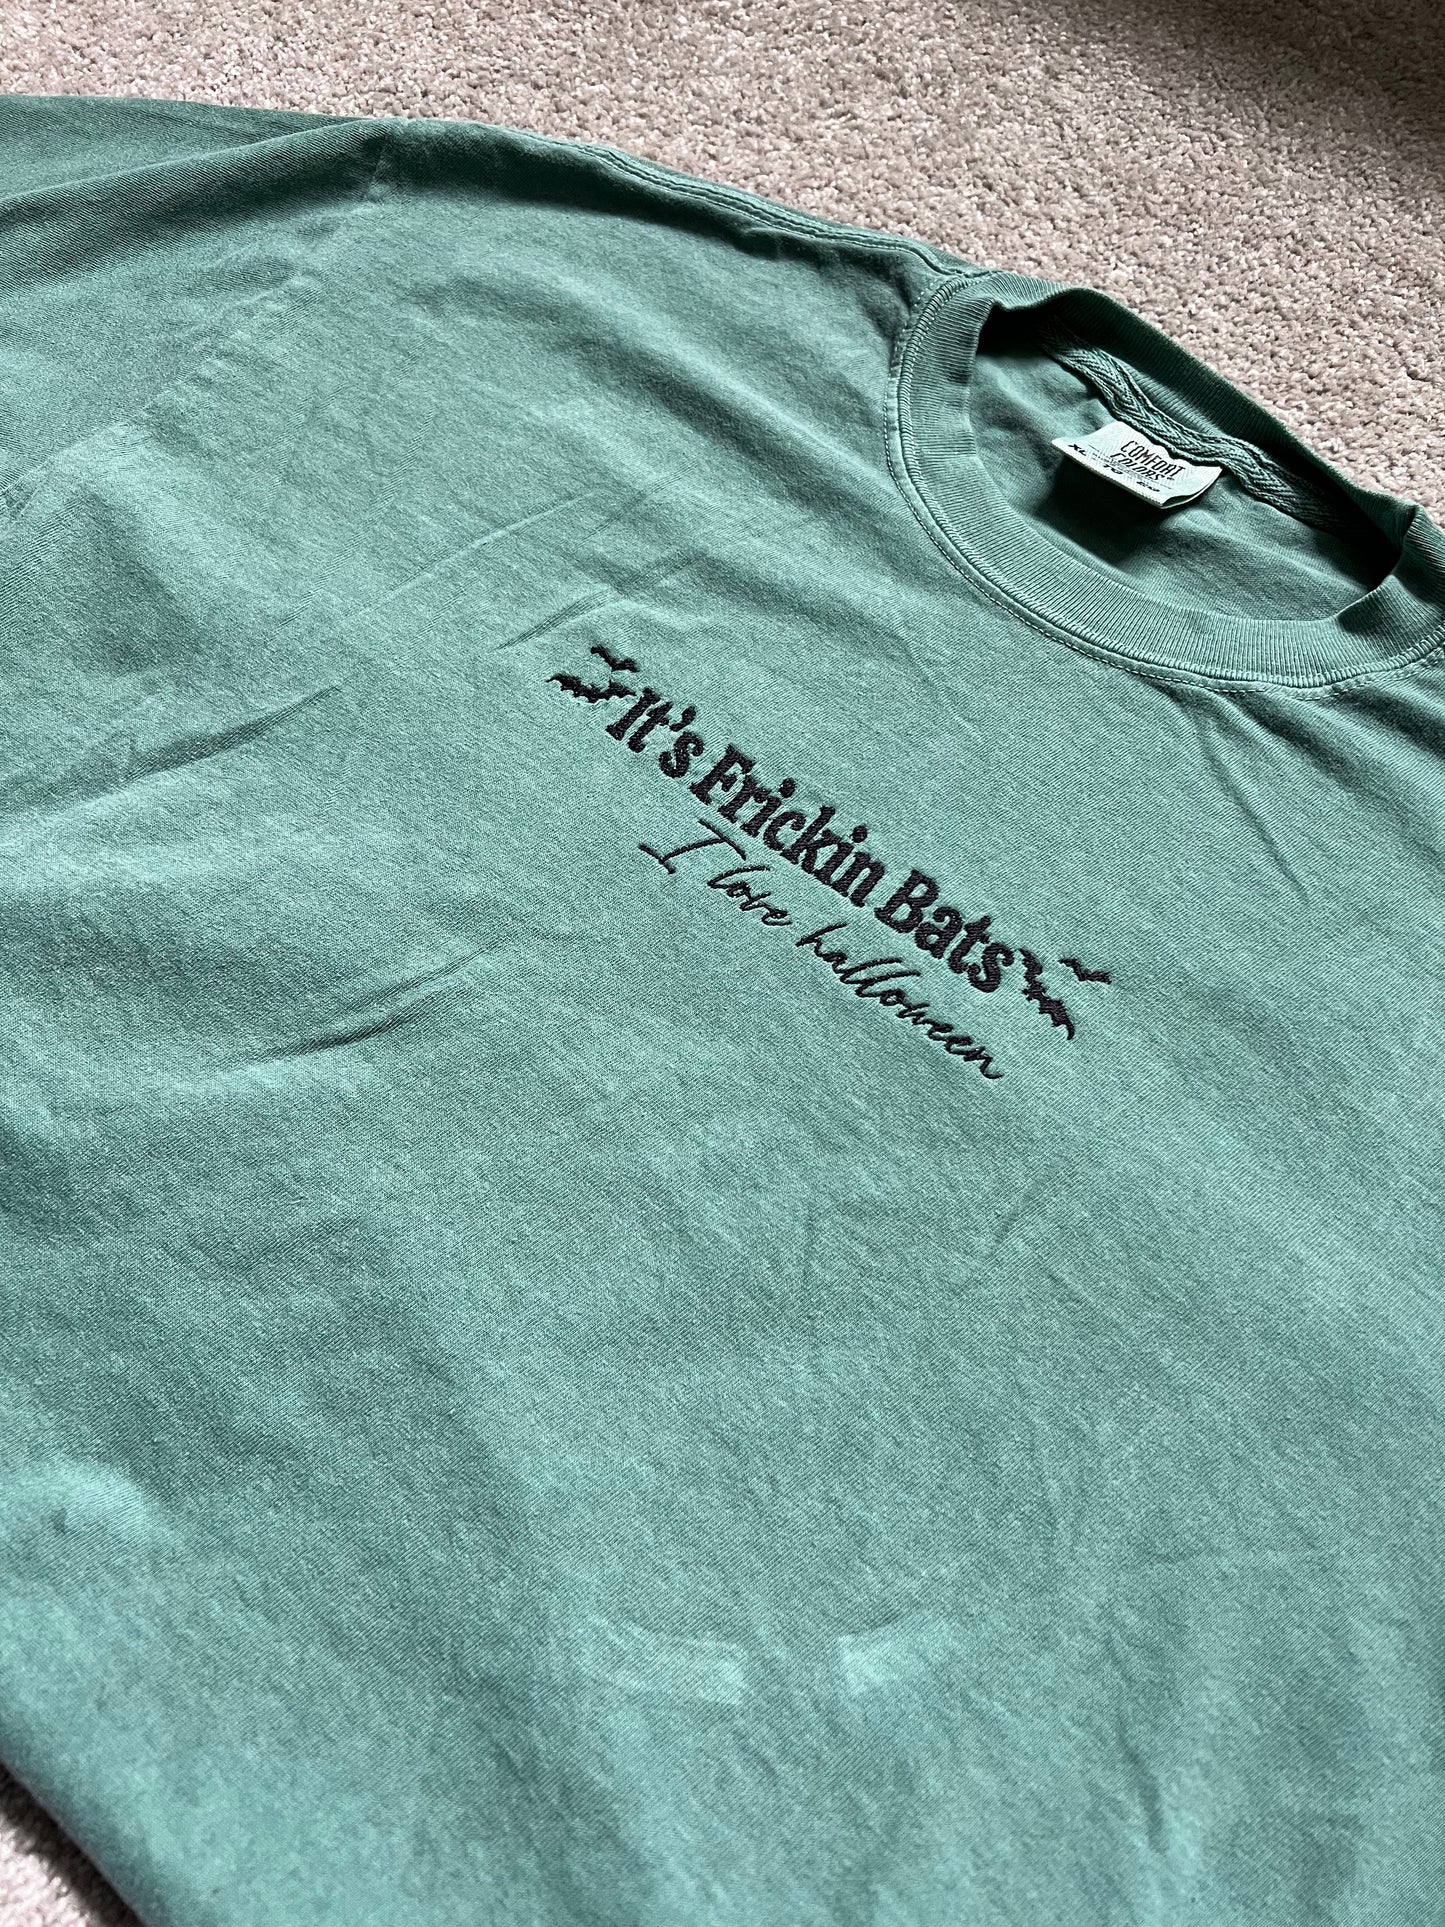 COMFORT
COLORS
XL
It's Frickin Bats
I love halloween